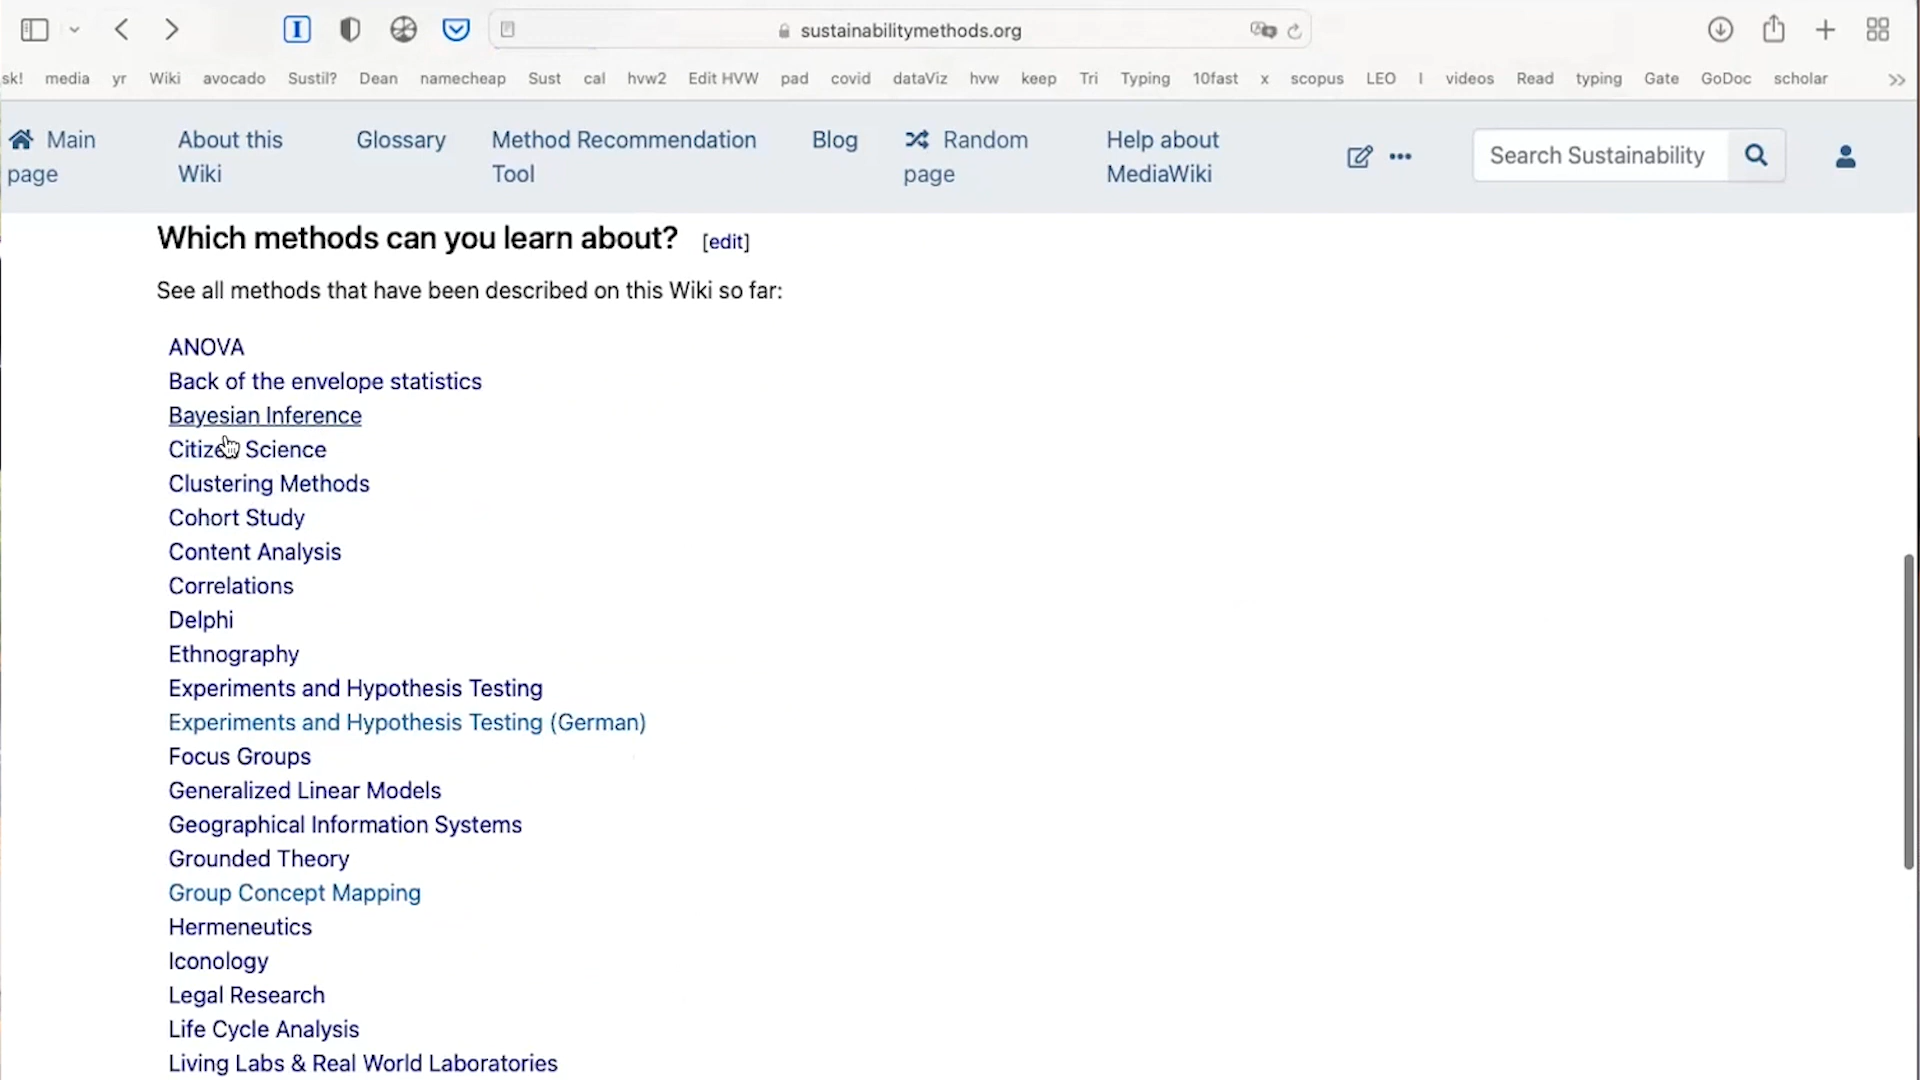 sustainabilitymethods.org
sk! media yr Wiki avocado Sustil? Dean namecheap Sust cal hvw2 Edit HVW pad covid dataViz hvw keep Tri Typing 10fast x scopus LEO I videos Read typing Gate GoDoc scholar
Main page
About this Wiki
Glossary
Method Recommendation Tool
Blog
Random page
Help about MediaWiki
Search Sustainability
Which methods can you learn about? [edit]
See all methods that have been described on this Wiki so far:
ANOVA
Back of the envelope statistics
Bayesian Inference
Citizen Science
Clustering Methods
Cohort Study
Content Analysis
Correlations
Delphi
Ethnography
Experiments and Hypothesis Testing
Experiments and Hypothesis Testing (German)
Focus Groups
Generalized Linear Models
Geographical Information Systems
Grounded Theory
Group Concept Mapping
Hermeneutics
Iconology
Legal Research
Life Cycle Analysis
Living Labs & Real World Laboratories